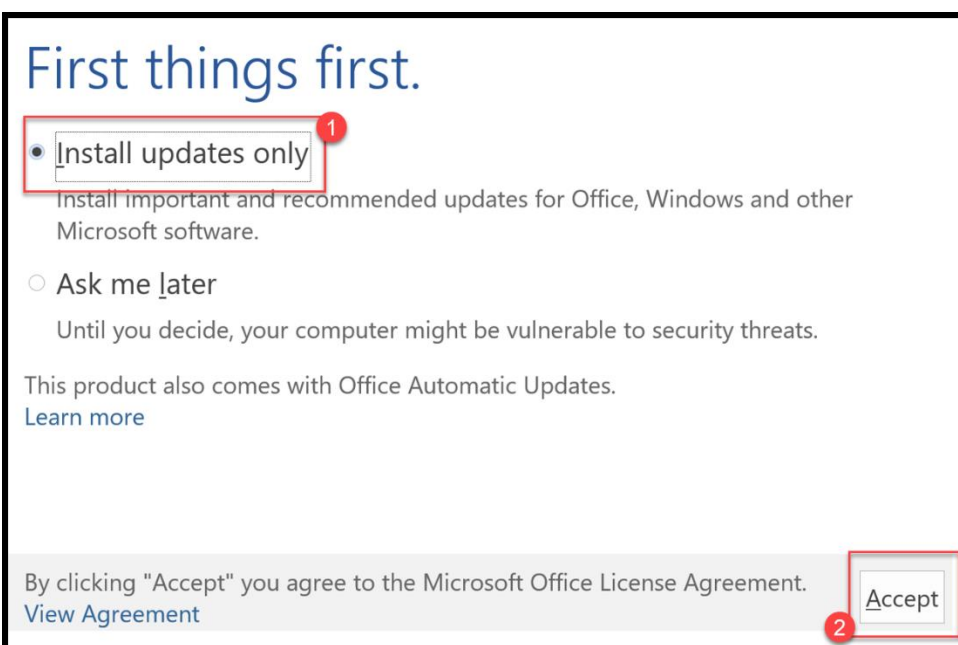 First things first.
1
Install updates only
Install important and recommended updates for Office, Windows and other
Microsoft software.
Ask me later
Until you decide, your computer might be vulnerable to security threats.
This product also comes with Office Automatic Updates.
Learn more
By clicking "Accept" you agree to the Microsoft Office License Agreement.
View Agreement
Accept
2